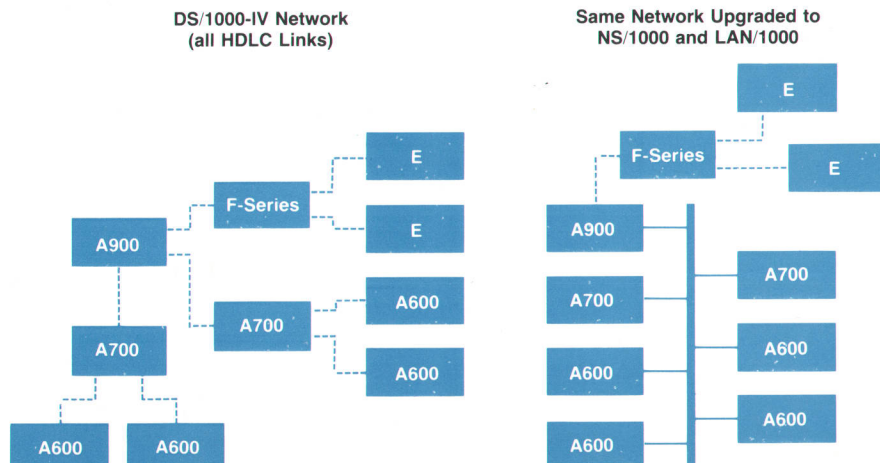 DS/1000-IV Network
(all HDLC Links)
E
F-Series
E
A900
A600
A700
A700
A600
A600
A600
Same Network Upgraded to
NS/1000 and LAN/1000
E
F-Series
E
A900
A700
A700
A600
A600
A600
A600